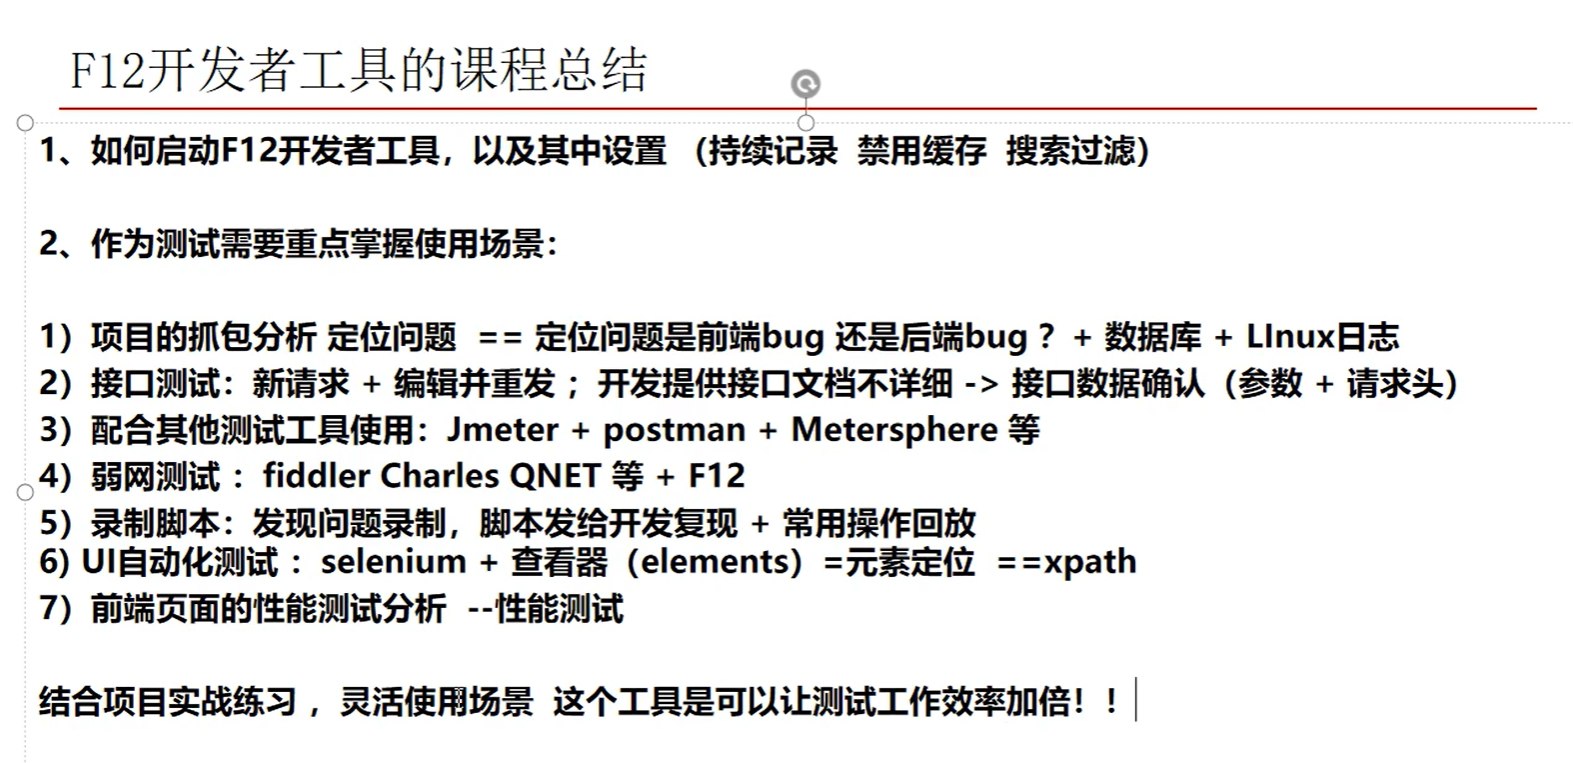 F12开发者工具的课程总结
1、如何启动F12开发者工具，以及其中设置 （持续记录 禁用缓存 搜索过滤）
2、作为测试需要重点掌握使用场景：
1）项目的抓包分析 定位问题 == 定位问题是前端bug 还是后端bug ？+ 数据库 + LInux日志
2）接口测试：新请求 + 编辑并重发 ；开发提供接口文档不详细 -> 接口数据确认（参数 + 请求头）
3）配合其他测试工具使用：Jmeter + postman + Metersphere 等
4）弱网测试 ：fiddler Charles QNET 等 + F12
5）录制脚本：发现问题录制，脚本发给开发复现 + 常用操作回放
6) UI自动化测试 ：selenium + 查看器（elements）=元素定位 ==xpath
7）前端页面的性能测试分析 --性能测试
结合项目实战练习 ，灵活使用场景 这个工具是可以让测试工作效率加倍！！